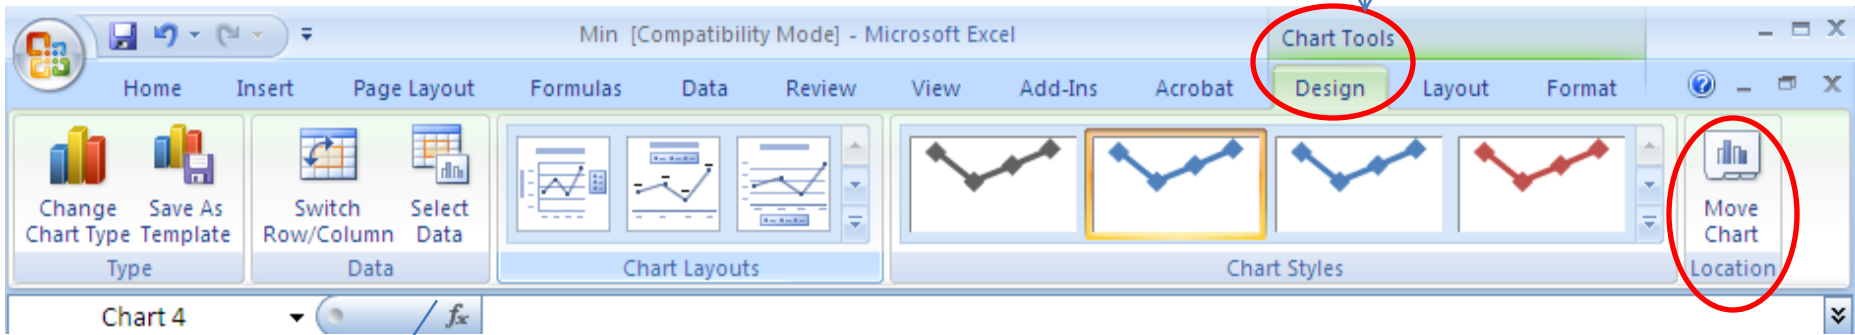 Min [Compatibility Mode] - Microsoft Excel
Chart Tools
Home Insert Page Layout Formulas Data Review View Add-Ins Acrobat Design Layout Format
Change Chart Type
Save As Template
Switch Row/Column
Select Data
Move Chart
Type Data Chart Layouts Chart Styles Location
Chart 4 fx